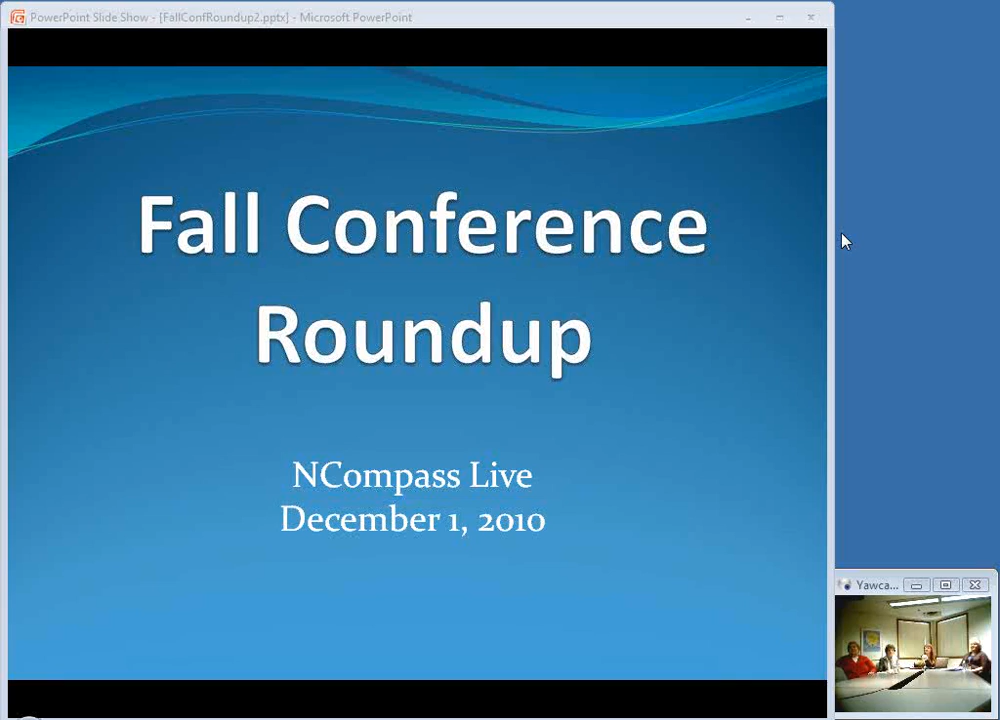 PowerPoint Slide Show - [FallConfRoundup2.pptx] - Microsoft PowerPoint
Fall Conference
Roundup
NCompass Live
December 1, 2010
Yawca...